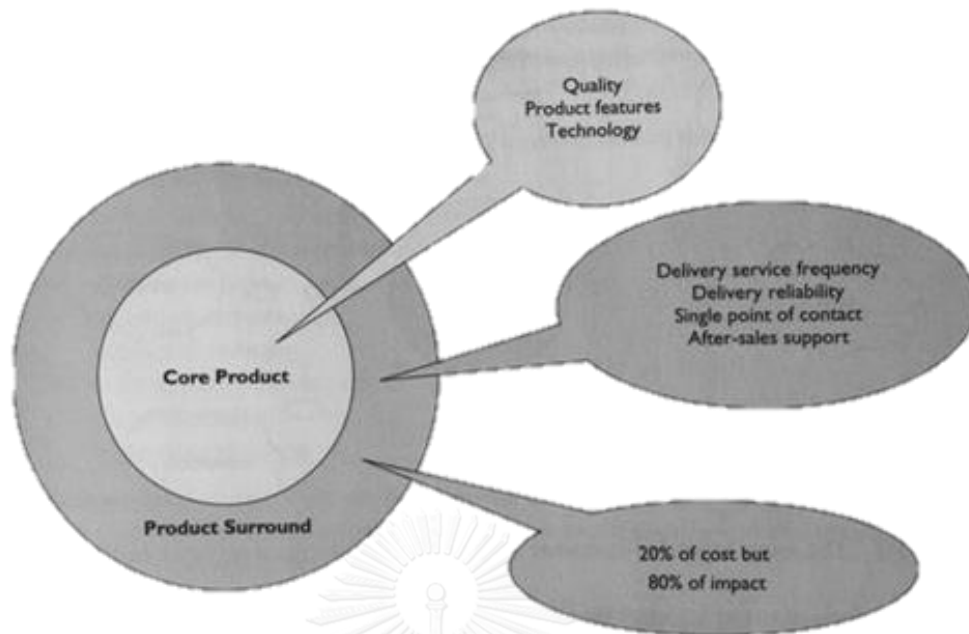 Quality
Product features
Technology
Delivery service frequency
Delivery reliability
Single point of contact
After-sales support
Core Product
Product Surround
20% of cost but
80% of impact